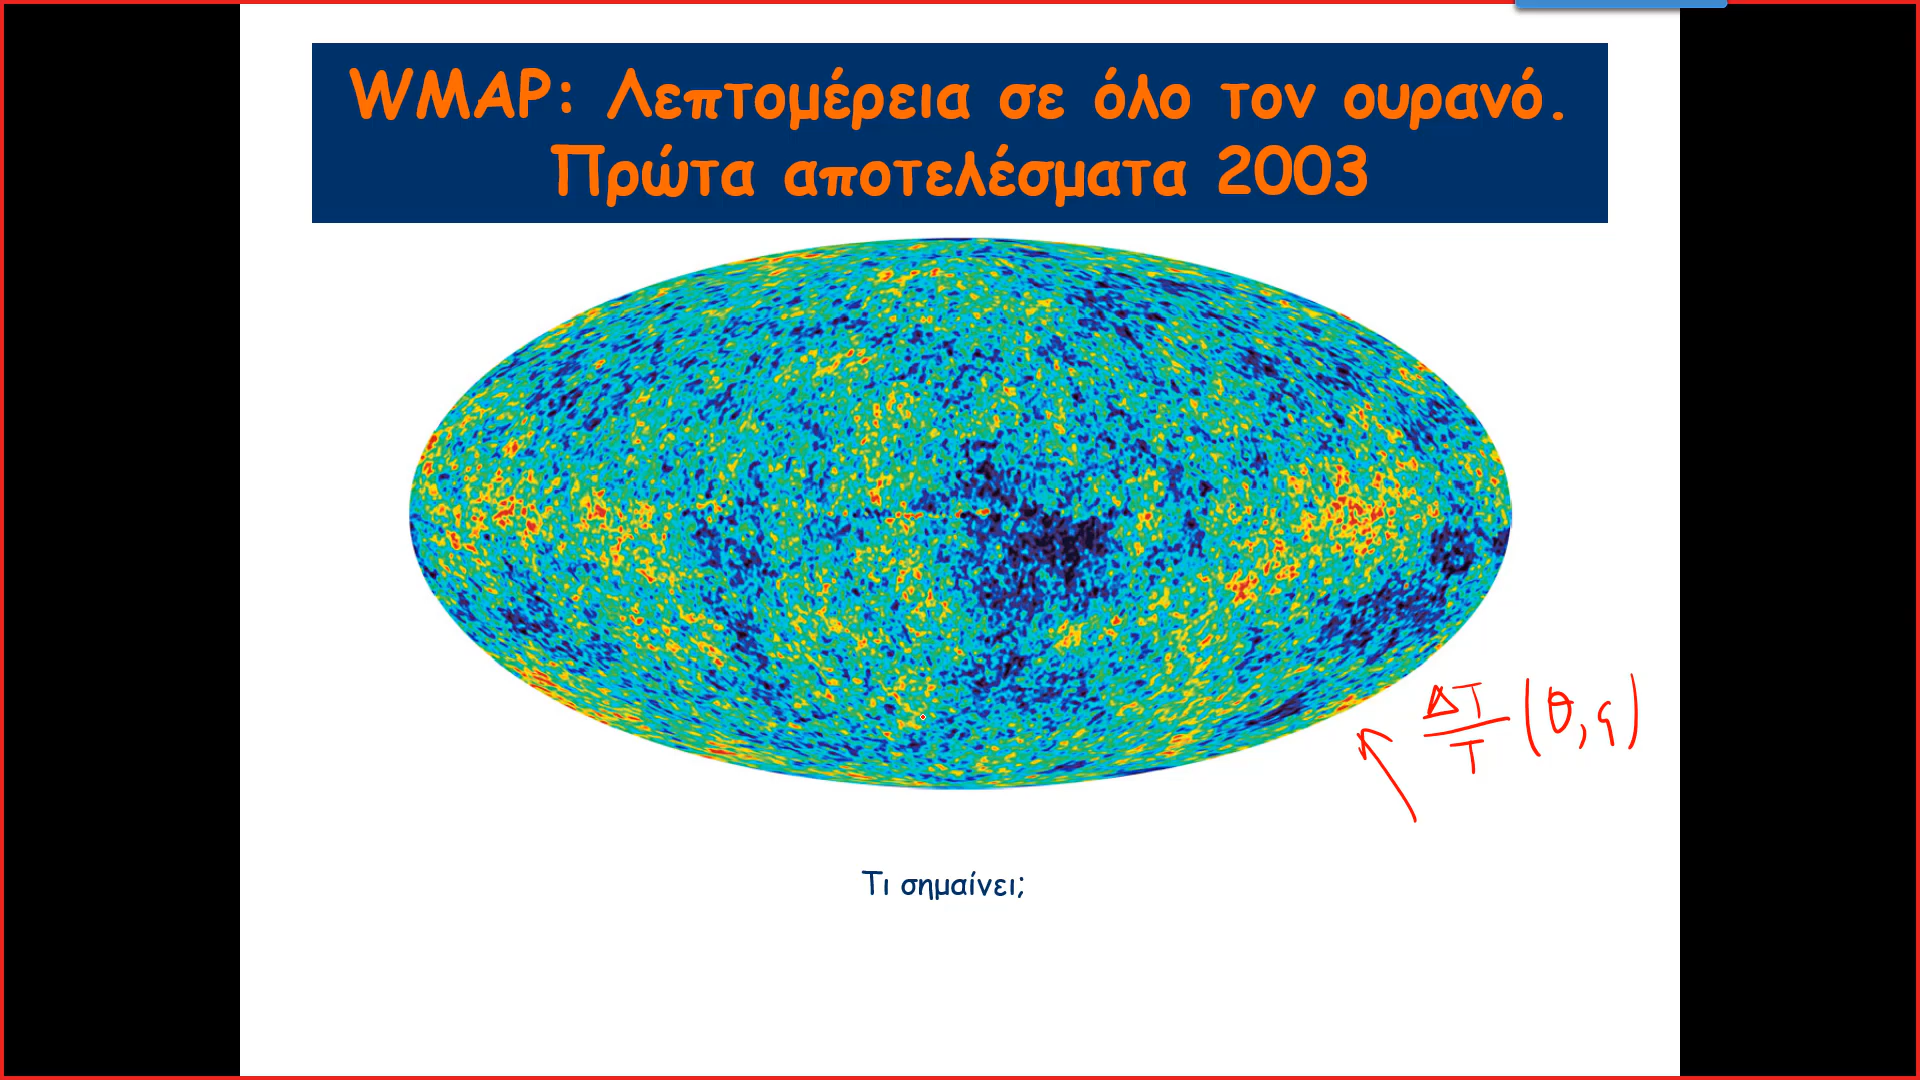 WMAP: Λεπτομέρεια σε όλο τον ουρανό.
Πρώτα αποτελέσματα 2003
ΔT/T (θ, φ)
Τι σημαίνει;